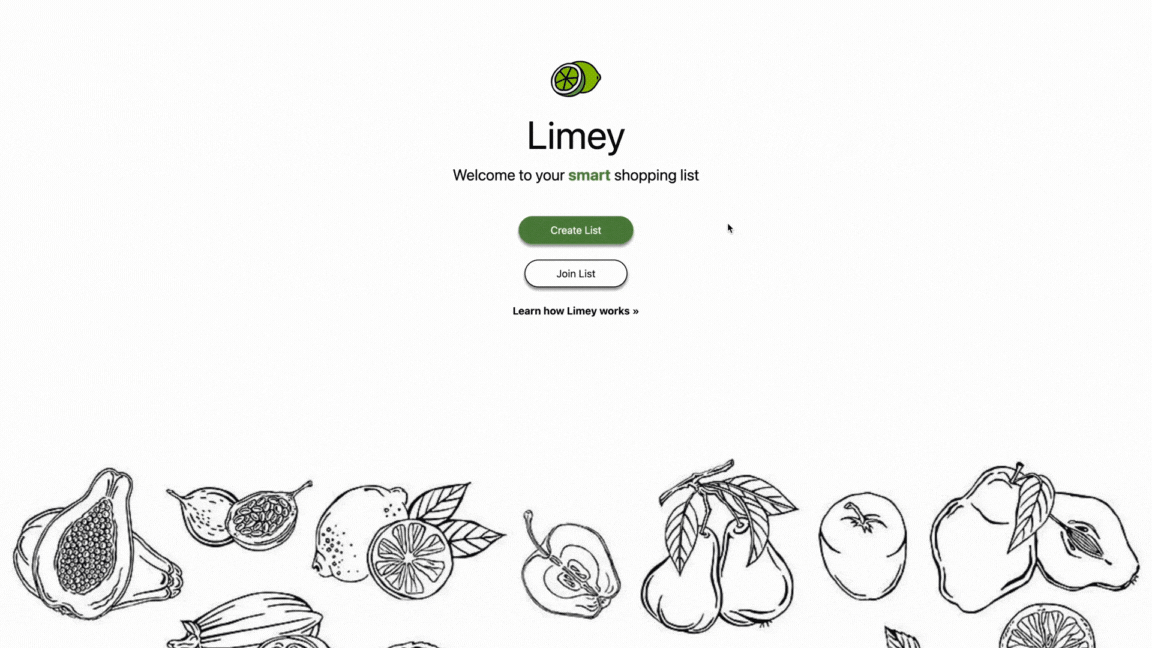 Limey
Welcome to your smart shopping list
Create List
Join List
Learn how Limey works »